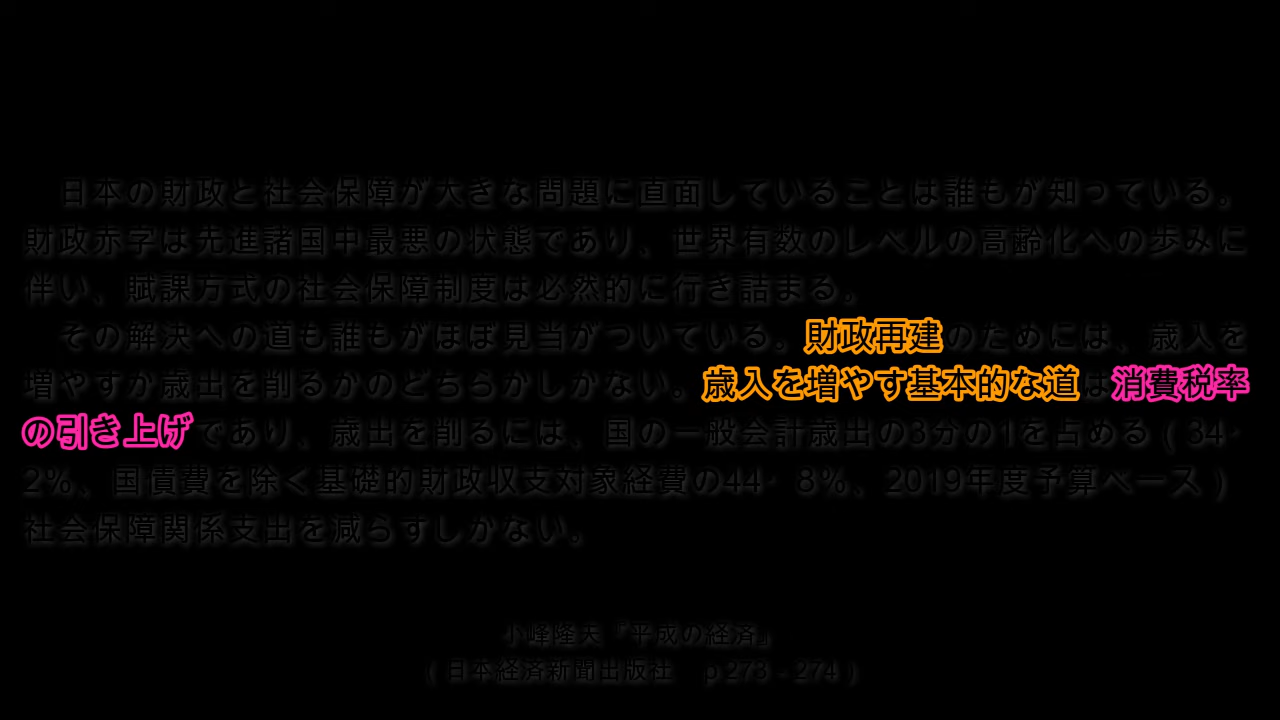 日本の財政と社会保障が大きな問題に直面していることは誰もが知っている。
財政赤字は先進諸国中最悪の状態であり、世界有数のレベルの高齢化への歩みに
伴い、賦課方式の社会保障制度は必然的に行き詰まる。
その解決への道も誰もがほぼ見当がついている。財政再建のためには、歳入を
増やすか歳出を削るかのどちらかしかない。歳入を増やす基本的な道は消費税率
の引き上げであり、歳出を削るには、国の一般会計歳出の3分の1を占める(34・
2%、国債費を除く基礎的財政収支対象経費の44・8%、2019年度予算ベース)
社会保障関係支出を減らすしかない。
小峰隆夫『平成の経済』
(日本経済新聞出版社 p273-274)